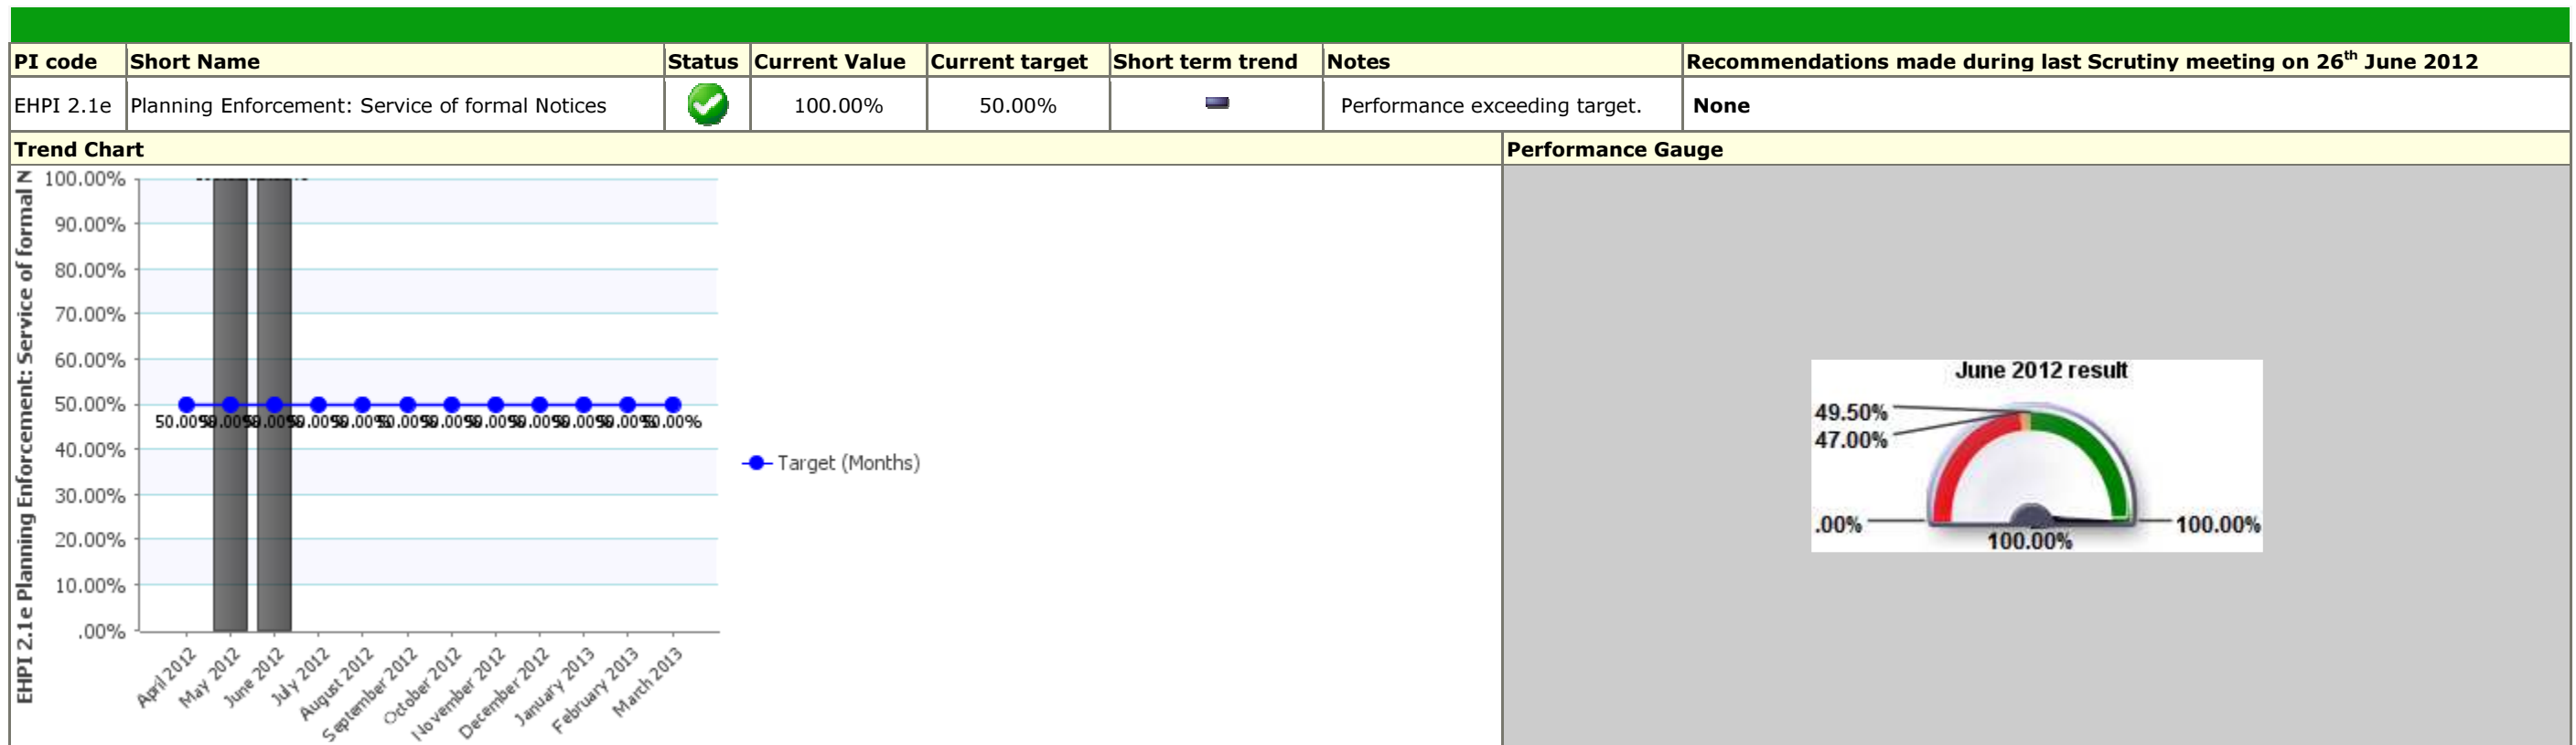 PI code Short Name Status Current Value Current target Short term trend Notes Recommendations made during last Scrutiny meeting on 26th June 2012
EHPI 2.1e Planning Enforcement: Service of formal Notices 100.00% 50.00% Performance exceeding target. None
Trend Chart Performance Gauge
EHPI 2.1e Planning Enforcement: Service of formal N
100.00%
90.00%
80.00%
70.00%
60.00%
50.00%
40.00%
30.00%
20.00%
10.00%
.00%
50.00%
50.00%
April 2012
May 2012
June 2012
July 2012
August 2012
September 2012
October 2012
November 2012
December 2012
January 2013
February 2013
March 2013
Target (Months)
June 2012 result
49.50%
47.00%
.00%
100.00%
100.00%